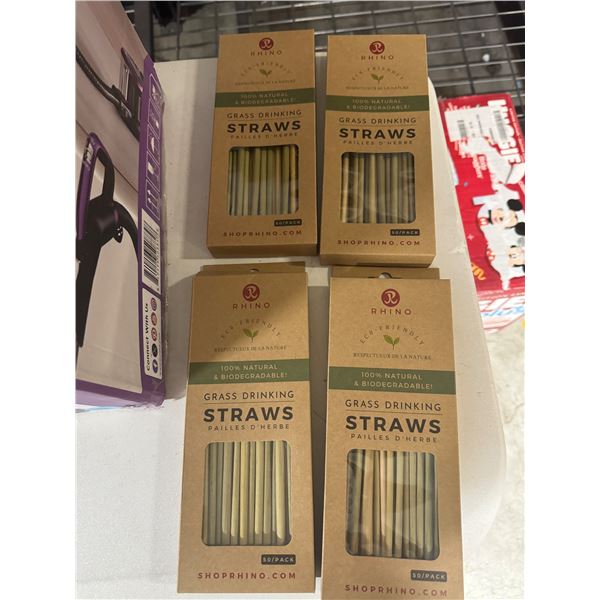 RHINO
ECO-FRIENDLY
RESPECTUEUX DE LA NATURE
100% NATURAL
& BIODEGRADABLE!
GRASS DRINKING
STRAWS
PAILLES D'HERBE
50/PACK
SHOPRHINO.COM
RHINO
ECO-FRIENDLY
RESPECTUEUX DE LA NATURE
100% NATURAL
& BIODEGRADABLE!
GRASS DRINKING
STRAWS
PAILLES D'HERBE
50/PACK
SHOPRHINO.COM
RHINO
ECO-FRIENDLY
RESPECTUEUX DE LA NATURE
100% NATURAL
& BIODEGRADABLE!
GRASS DRINKING
STRAWS
PAILLES D'HERBE
50/PACK
SHOPRHINO.COM
RHINO
ECO-FRIENDLY
RESPECTUEUX DE LA NATURE
100% NATURAL
& BIODEGRADABLE!
GRASS DRINKING
STRAWS
PAILLES D'HERBE
50/PACK
SHOPRHINO.COM
Connect With Us